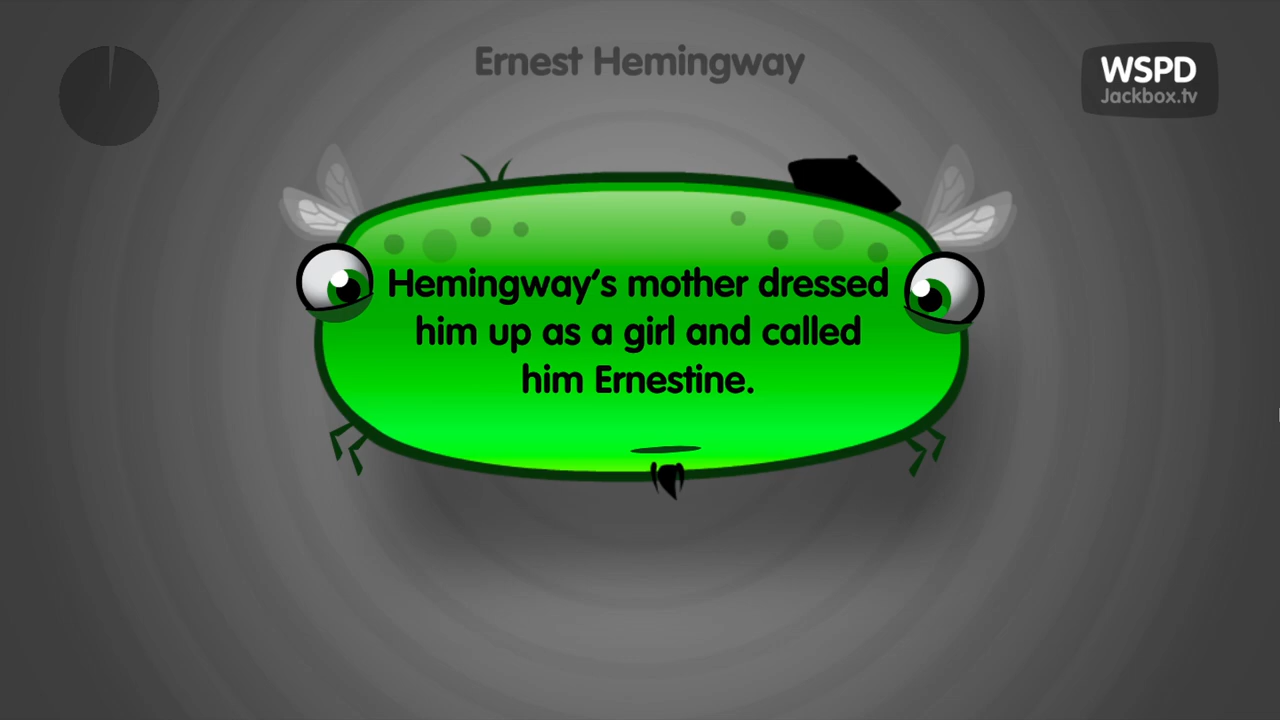 Ernest Hemingway
WSPD
Jackbox.tv
Hemingway's mother dressed
him up as a girl and called
him Ernestine.